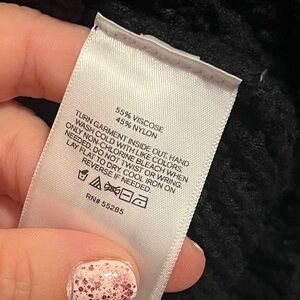 55% VISCOSE
45% NYLON
TURN GARMENT INSIDE OUT. HAND
WASH COLD WITH LIKE COLORS.
ONLY NON-CHLORINE BLEACH WHEN
NEEDED. DO NOT TWIST OR WRING.
LAY FLAT TO DRY. COOL IRON ON
REVERSE IF NEEDED.
RN# 55285